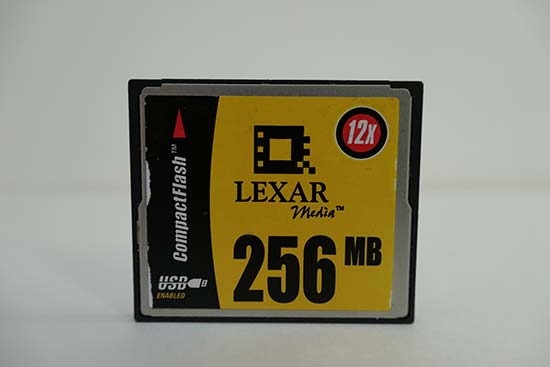 CompactFlash™
USB
ENABLED
12x
LEXAR
Media™
256 MB